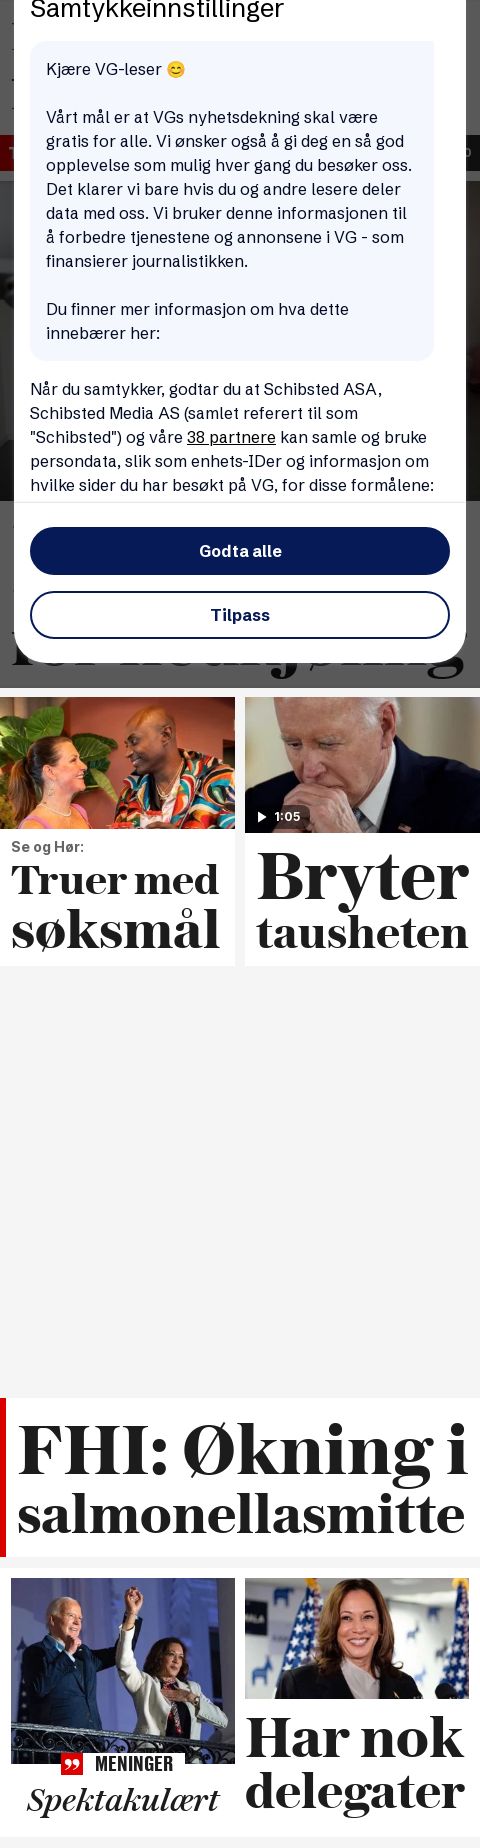 Samtykkeinnstillinger
Kjære VG-leser 😊
Vårt mål er at VGs nyhetsdekning skal være
gratis for alle. Vi ønsker også å gi deg en så god
opplevelse som mulig hver gang du besøker oss.
Det klarer vi bare hvis du og andre lesere deler
data med oss. Vi bruker denne informasjonen til
å forbedre tjenestene og annonsene i VG - som
finansierer journalistikken.
Du finner mer informasjon om hva dette
innebærer her:
Når du samtykker, godtar du at Schibsted ASA,
Schibsted Media AS (samlet referert til som
"Schibsted") og våre 38 partnere kan samle og bruke
persondata, slik som enhets-IDer og informasjon om
hvilke sider du har besøkt på VG, for disse formålene:
Godta alle
Tilpass
1:05
Se og Hør:
Truer med
søksmål
Bryter
tausheten
FHI: Økning i
salmonellasmitte
MENINGER
Spektakulært
Har nok
delegater